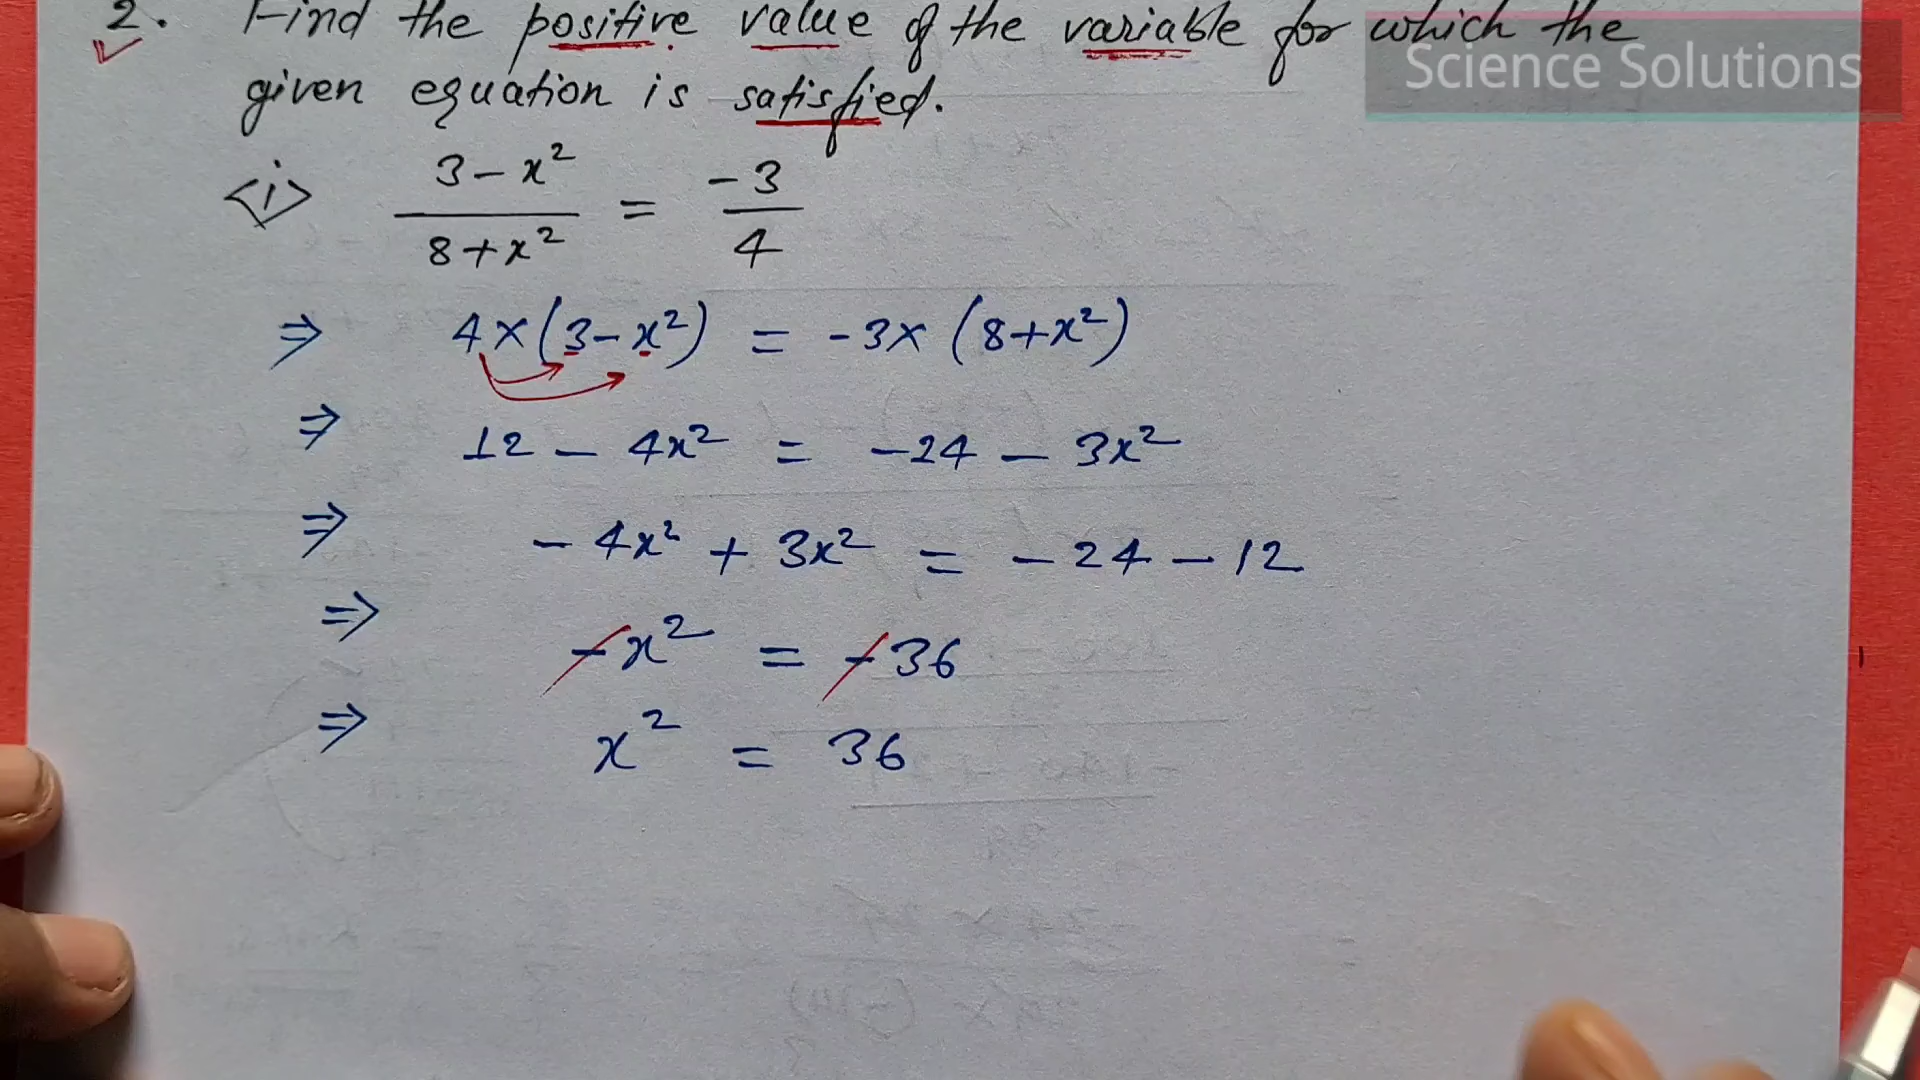 2. Find the positive value of the variable for which the
Science Solutions
given equation is satisfied.
<i> 3-x²/8+x² = -3/4
⇒ 4×(3-x²) = -3×(8+x²)
⇒ 12 - 4x² = -24 - 3x²
⇒ -4x² + 3x² = -24-12
⇒ -x² = -36
⇒ x² = 36